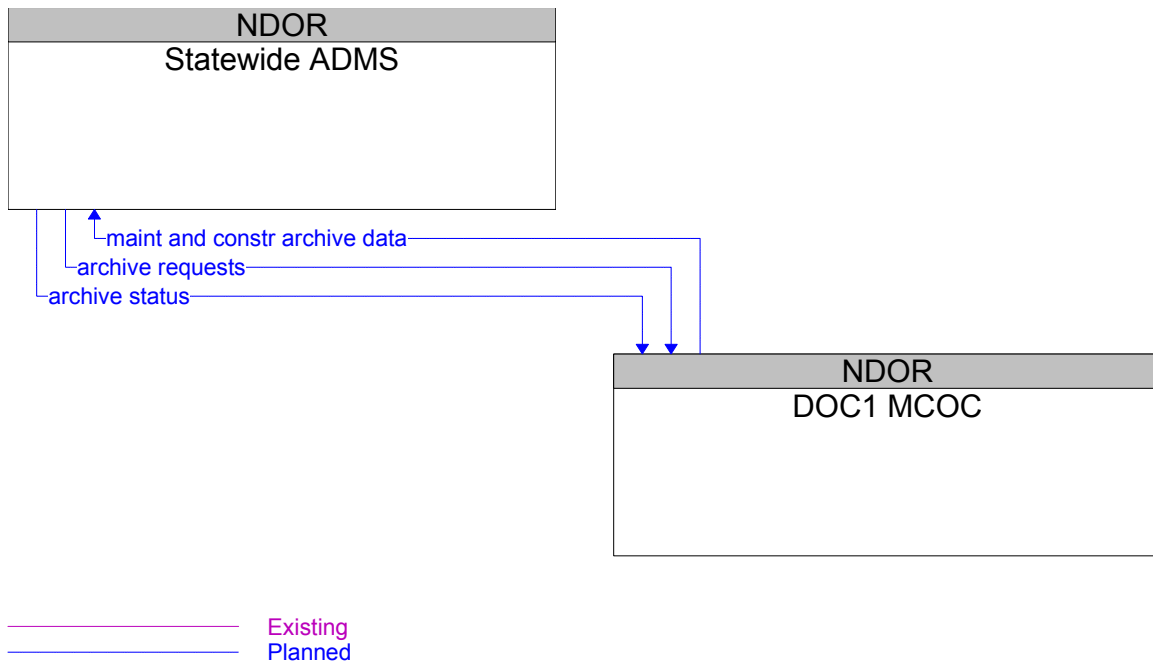 NDOR
Statewide ADMS
maint and constr archive data
archive requests
archive status
NDOR
DOC1 MCOC
Existing
Planned